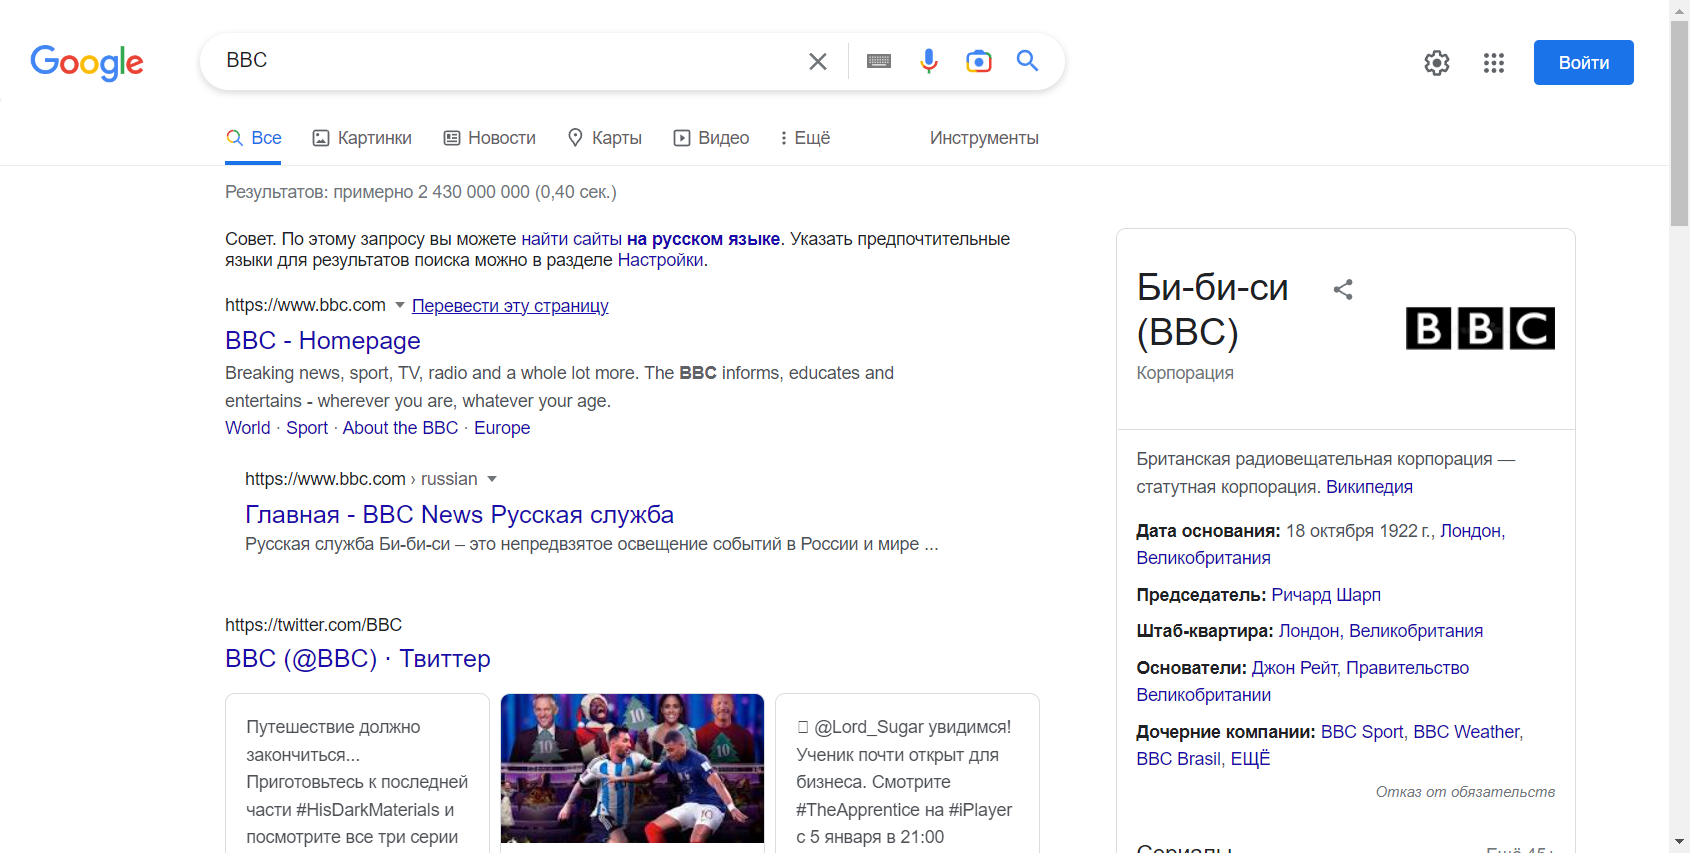 Google
BBC
Войти
Все
Картинки
Новости
Карты
Видео
Ещё
Инструменты
Результатов: примерно 2 430 000 000 (0,40 сек.)
Совет. По этому запросу вы можете найти сайты на русском языке. Указать предпочтительные
языки для результатов поиска можно в разделе Настройки.
https://www.bbc.com Перевести эту страницу
BBC - Homepage
Breaking news, sport, TV, radio and a whole lot more. The BBC informs, educates and
entertains - wherever you are, whatever your age.
World · Sport · About the BBC · Europe
https://www.bbc.com › russian
Главная - BBC News Русская служба
Русская служба Би-би-си – это непредвзятое освещение событий в России и мире ...
https://twitter.com/BBC
BBC (@BBC) · Твиттер
Путешествие должно
закончиться...
Приготовьтесь к последней
части #HisDarkMaterials и
посмотрите все три серии
10
10
10
10
@Lord_Sugar увидимся!
Ученик почти открыт для
бизнеса. Смотрите
#TheApprentice на #iPlayer
с 5 января в 21:00
Би-би-си
(BBC)
Корпорация
BBC
Британская радиовещательная корпорация —
статутная корпорация. Википедия
Дата основания: 18 октября 1922 г., Лондон,
Великобритания
Председатель: Ричард Шарп
Штаб-квартира: Лондон, Великобритания
Основатели: Джон Рейт, Правительство
Великобритании
Дочерние компании: BBC Sport, BBC Weather,
BBC Brasil, ЕЩЁ
Отказ от обязательств
Сериалы
Ещё 45+